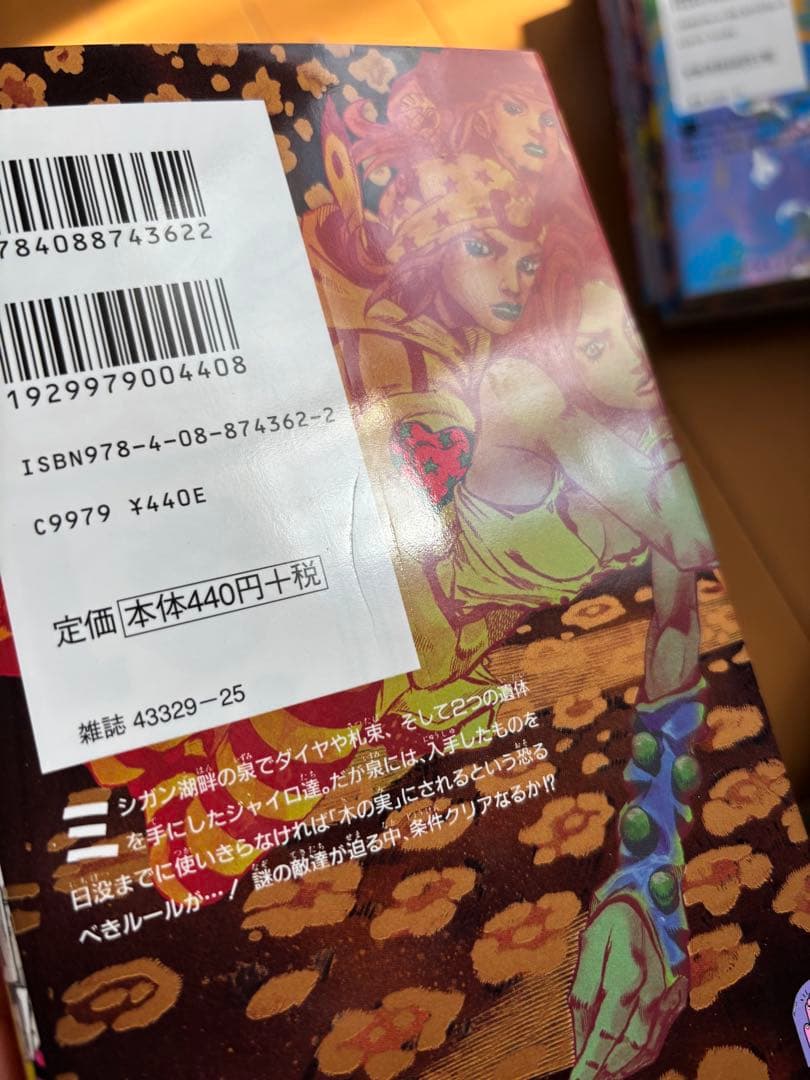 784088743622
1929979004408
ISBN978-4-08-874362-2
C9979 ¥440E
定価 本体440円+税
雑誌 43329-25
ミシガン湖畔の泉でダイヤや札束、そして2つの遺体
を手にしたジャイロ達。だが泉には、入手したものを
日没までに使いきらなければ「木の実」にされるという恐る
べきルールが…! 謎の敵達が迫る中、条件クリアなるか!?